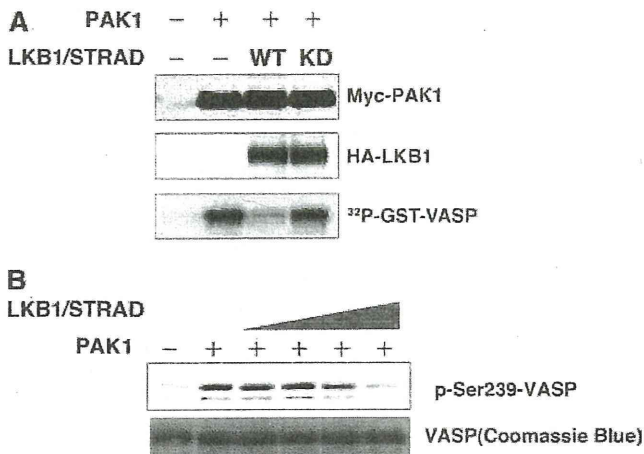 A
PAK1 – + + +
LKB1/STRAD – WT KD
Myc-PAK1
HA-LKB1
³²P-GST-VASP
B
LKB1/STRAD
PAK1 – + + + + +
p-Ser239-VASP
VASP(Coomassie Blue)